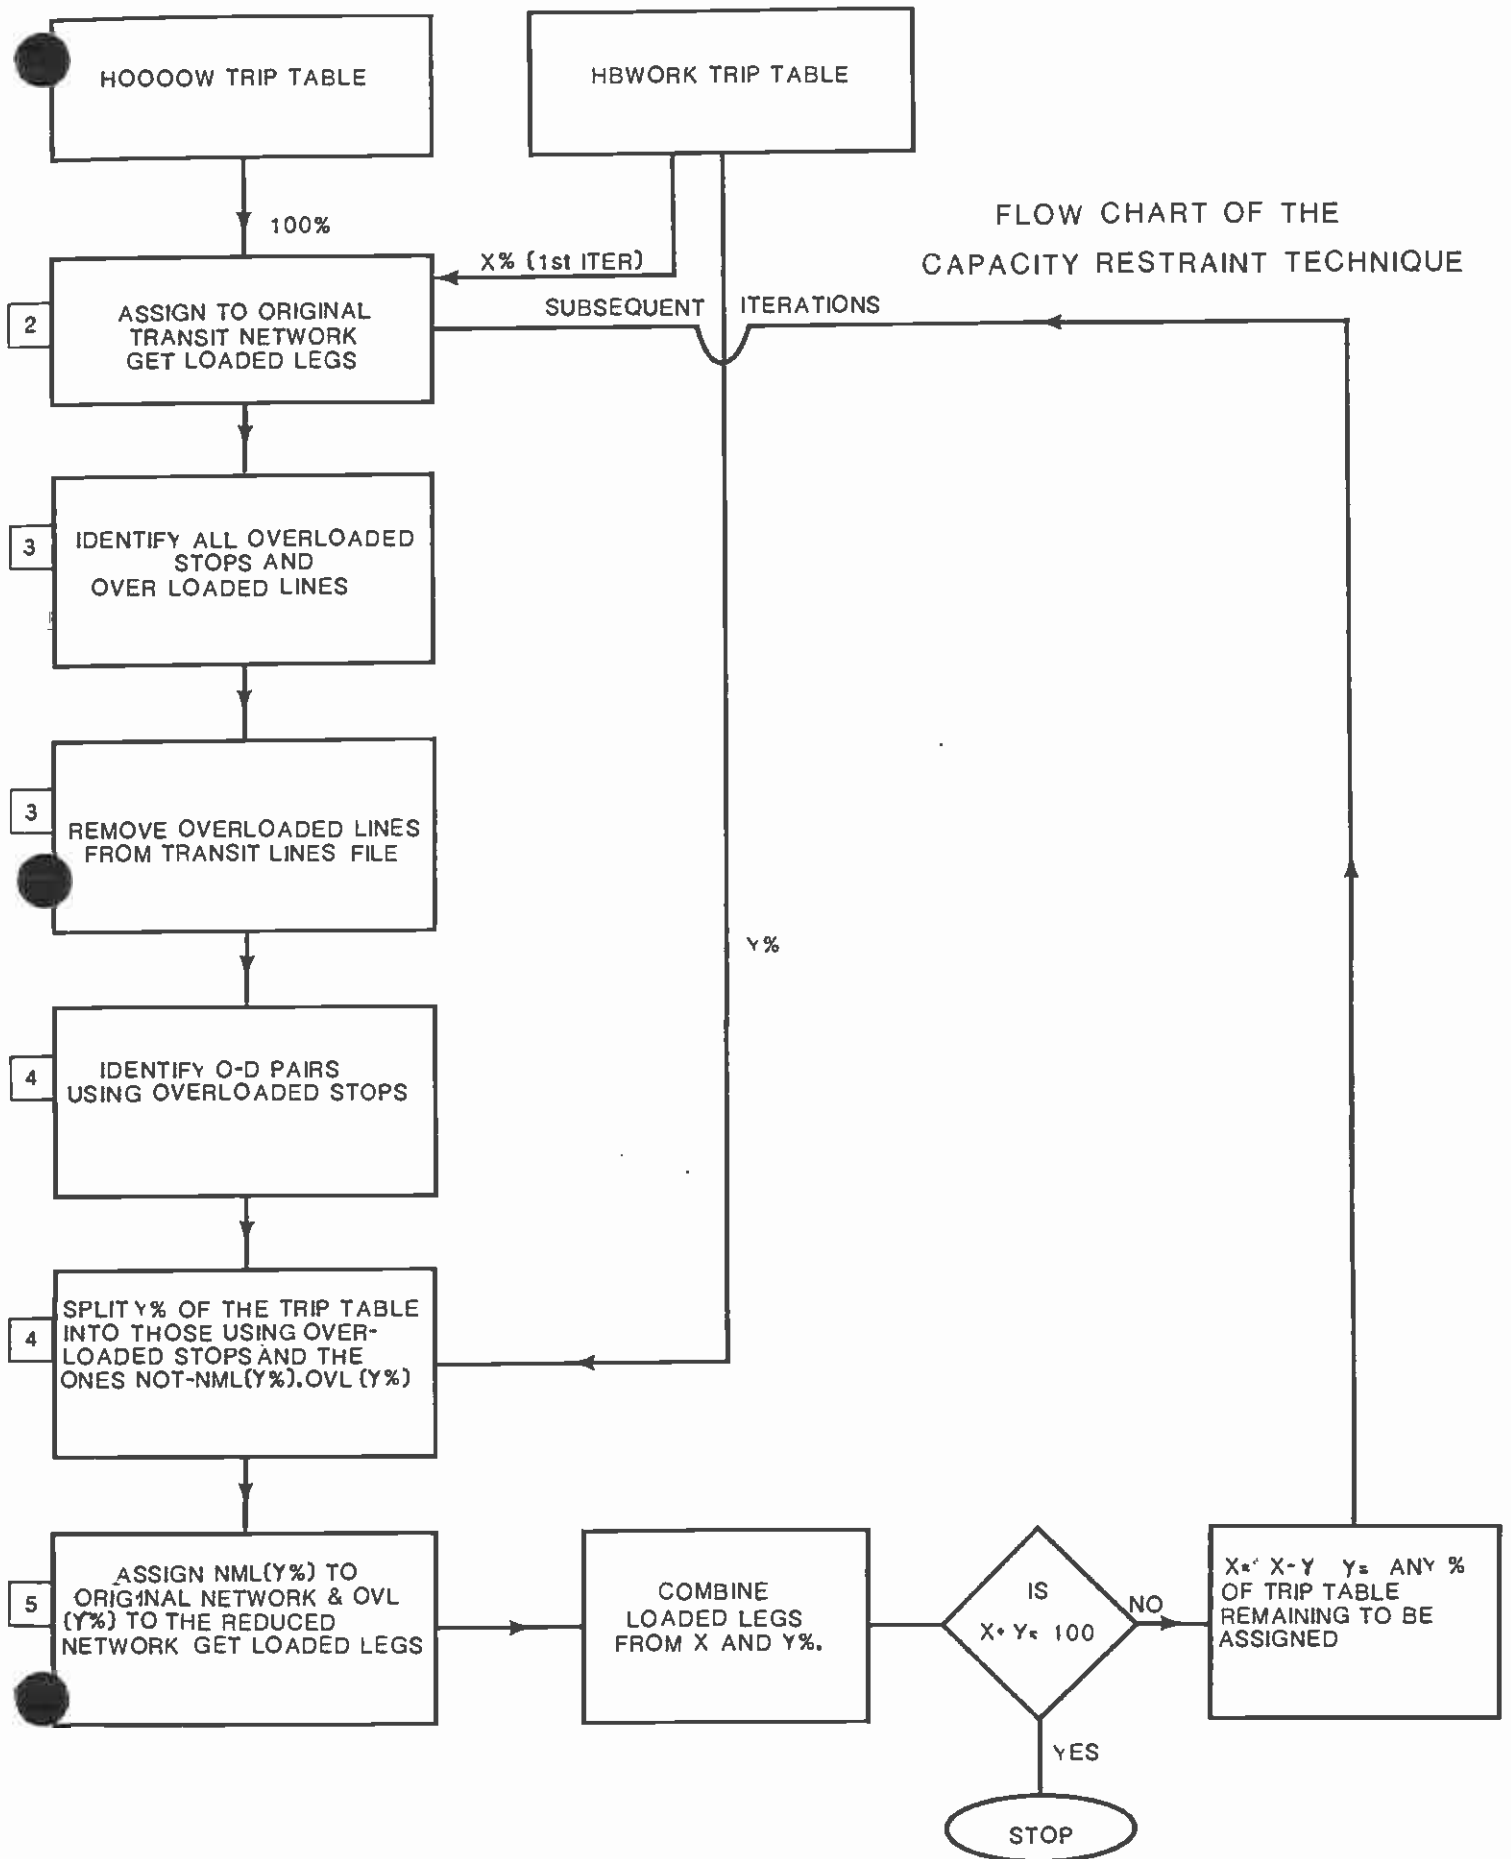 HOOOOW TRIP TABLE
HBWORK TRIP TABLE
FLOW CHART OF THE
CAPACITY RESTRAINT TECHNIQUE
100%
X% (1st ITER)
SUBSEQUENT ITERATIONS
2
ASSIGN TO ORIGINAL
TRANSIT NETWORK
GET LOADED LEGS
3
IDENTIFY ALL OVERLOADED
STOPS AND
OVER LOADED LINES
3
REMOVE OVERLOADED LINES
FROM TRANSIT LINES FILE
Y%
4
IDENTIFY O-D PAIRS
USING OVERLOADED STOPS
4
SPLIT Y% OF THE TRIP TABLE
INTO THOSE USING OVER-
LOADED STOPS AND THE
ONES NOT-NML(Y%).OVL(Y%)
5
ASSIGN NML(Y%) TO
ORIGINAL NETWORK & OVL
(Y%) TO THE REDUCED
NETWORK GET LOADED LEGS
COMBINE
LOADED LEGS
FROM X AND Y%.
IS
X+Y= 100
NO
YES
STOP
X= X-Y Y= ANY %
OF TRIP TABLE
REMAINING TO BE
ASSIGNED